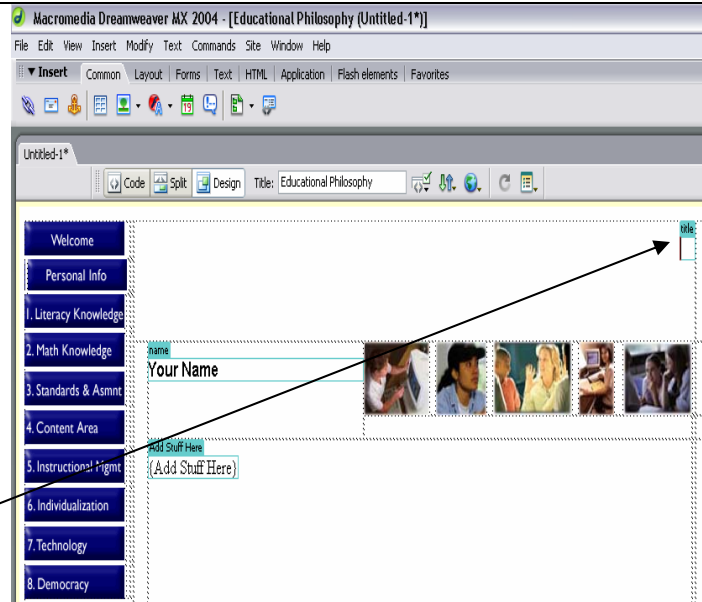 Macromedia Dreamweaver MX 2004 - [Educational Philosophy (Untitled-1*)]
File Edit View Insert Modify Text Commands Site Window Help
▼ Insert Common Layout Forms Text HTML Application Flash elements Favorites
Untitled-1*
Code Split Design Title: Educational Philosophy
Welcome
title
Personal Info
1. Literacy Knowledge
2. Math Knowledge
name
Your Name
3. Standards & Asmnt
4. Content Area
Add Stuff Here
5. Instructional Mgmt
{Add Stuff Here}
6. Individualization
7. Technology
8. Democracy